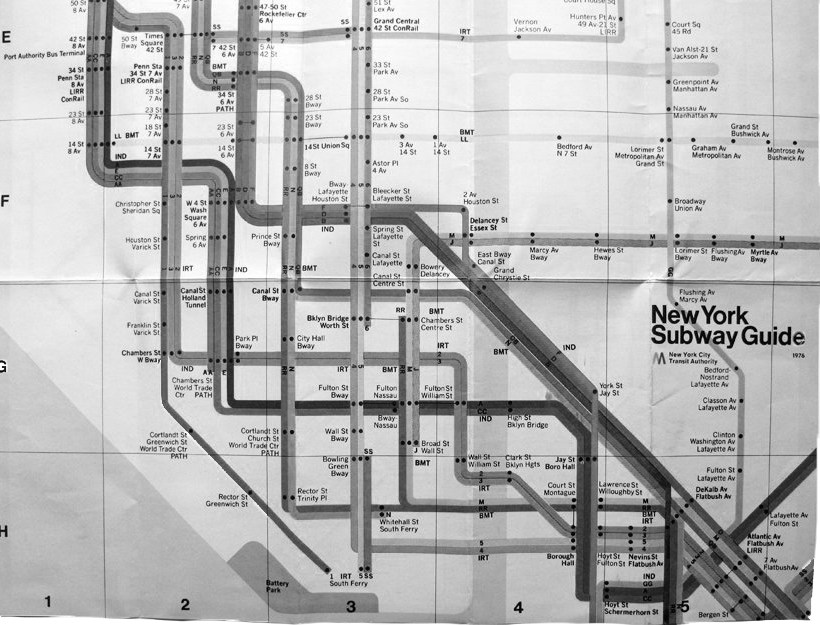 50 St
8 Av
7 Av
47-50 St
Rockefeller Ctr
6 Av
51 St
Lex Av
Court House Sq
E
42 St
8 Av
Port Authority Bus Terminal
50 St
Bway
Times
Square
42 St
SS
7
42 St
6 Av
5 Av
42 St
SS
SS
7
Grand Central
42 St ConRail
IRT
7
Vernon
Jackson Av
Hunters Pt Av
49 Av 21 St
IRT
Court Sq
45 Rd
Van Alst-21 St
Jackson Av
34 St
Penn Sta
8 Av
LIRR
ConRail
Penn Sta
34 St 7 Av
LIRR ConRail
BMT
34 St
6 Av
PATH
33 St
Park Av
28 St
7 Av
28 St
Bway
28 St
Park Av So
Greenpoint Av
Manhattan Av
23 St
8 Av
23 St
7 Av
23 St
6 Av
23 St
Bway
23 St
Park Av So
Nassau Av
Manhattan Av
14 St
8 Av
LL BMT
18 St
7 Av
14 St
7 Av
14 St
6 Av
14St Union Sq
3 Av
14 St
1 Av
14 St
BMT
LL
Bedford Av
N 7 St
Lorimer St
Metropolitan Av
Grand St
Graham Av
Metropolitan Av
Grand St
Bushwick Av
Montrose Av
Bushwick Av
IND
A
E
CC
AA
8 St
Bway
Astor Pl
4 Av
F
Christopher St
Sheridan Sq
W 4 St
Wash
Square
6 Av
Bway-
Lafayette
Houston St
Bleecker St
Lafayette St
2 Av
Houston St
Broadway
Union Av
F
D
B
IND
Delancey St
Essex St
Houston St
Varick St
Spring
6 Av
Prince St
Bway
Spring St
Lafayette
St
M
J
M
J
M
J
East Bway
Canal St
Marcy Av
Bway
Hewes St
Bway
Lorimer St
Bway
Flushing Av
Bway
Myrtle Av
Bway
IRT
IND
BMT
Canal St
Lafayette
Bowery
Delancey
Grand
Chrystie St
Canal St
Varick St
Canal St
Holland
Tunnel
Canal St
Bway
Canal St
Centre St
Flushing Av
Marcy Av
New York
Subway Guide
New York City
Transit Authority
1976
Franklin St
Varick St
Bklyn Bridge
Worth St
6
RR
BMT
Chambers St
Centre St
G
Chambers St
W Bway
Park Pl
Bway
City Hall
Bway
IRT
2
3
BMT
IND
IND
AA
E
IRT
BMT
Chambers St
World Trade
Ctr
PATH
Bedford
Nostrand
Lafayette Av
York St
Jay St
Fulton St
Bway
Fulton
Nassau
Fulton St
William St
Classon Av
Lafayette Av
Bway-
Nassau
A
CC
IND
High St
Bklyn Bridge
Cortlandt St
Greenwich St
World Trade Ctr
PATH
Cortlandt St
Church St
World Trade Ctr
PATH
Wall St
Bway
Broad St
Wall St
J
BMT
Clinton
Washington Av
Lafayette Av
SS
Bowling
Green
Bway
Wall St
William St
Clark St
Bklyn Hgts
Jay St
Boro Hall
2
3
IRT
Fulton St
Lafayette Av
Rector St
Greenwich St
Rector St
Trinity Pl
Court St
Montague
Lawrence St
Willoughby St
DeKalb Av
Flatbush Av
M
RR
BMT
M
RR
BMT
IRT
N
Whitehall St
South Ferry
H
Lafayette Av
Fulton St
Atlantic Av
Flatbush Av
LIRR
5
4
IRT
Borough
Hall
Hoyt St
Fulton St
Nevins St
Flatbush Av
7 Av
Flatbush Av
1 IRT
South Ferry
5 SS
Battery
Park
IND
GG
A
CC
Hoyt St
Schermerhorn St
Bergen St
1
2
3
4
5